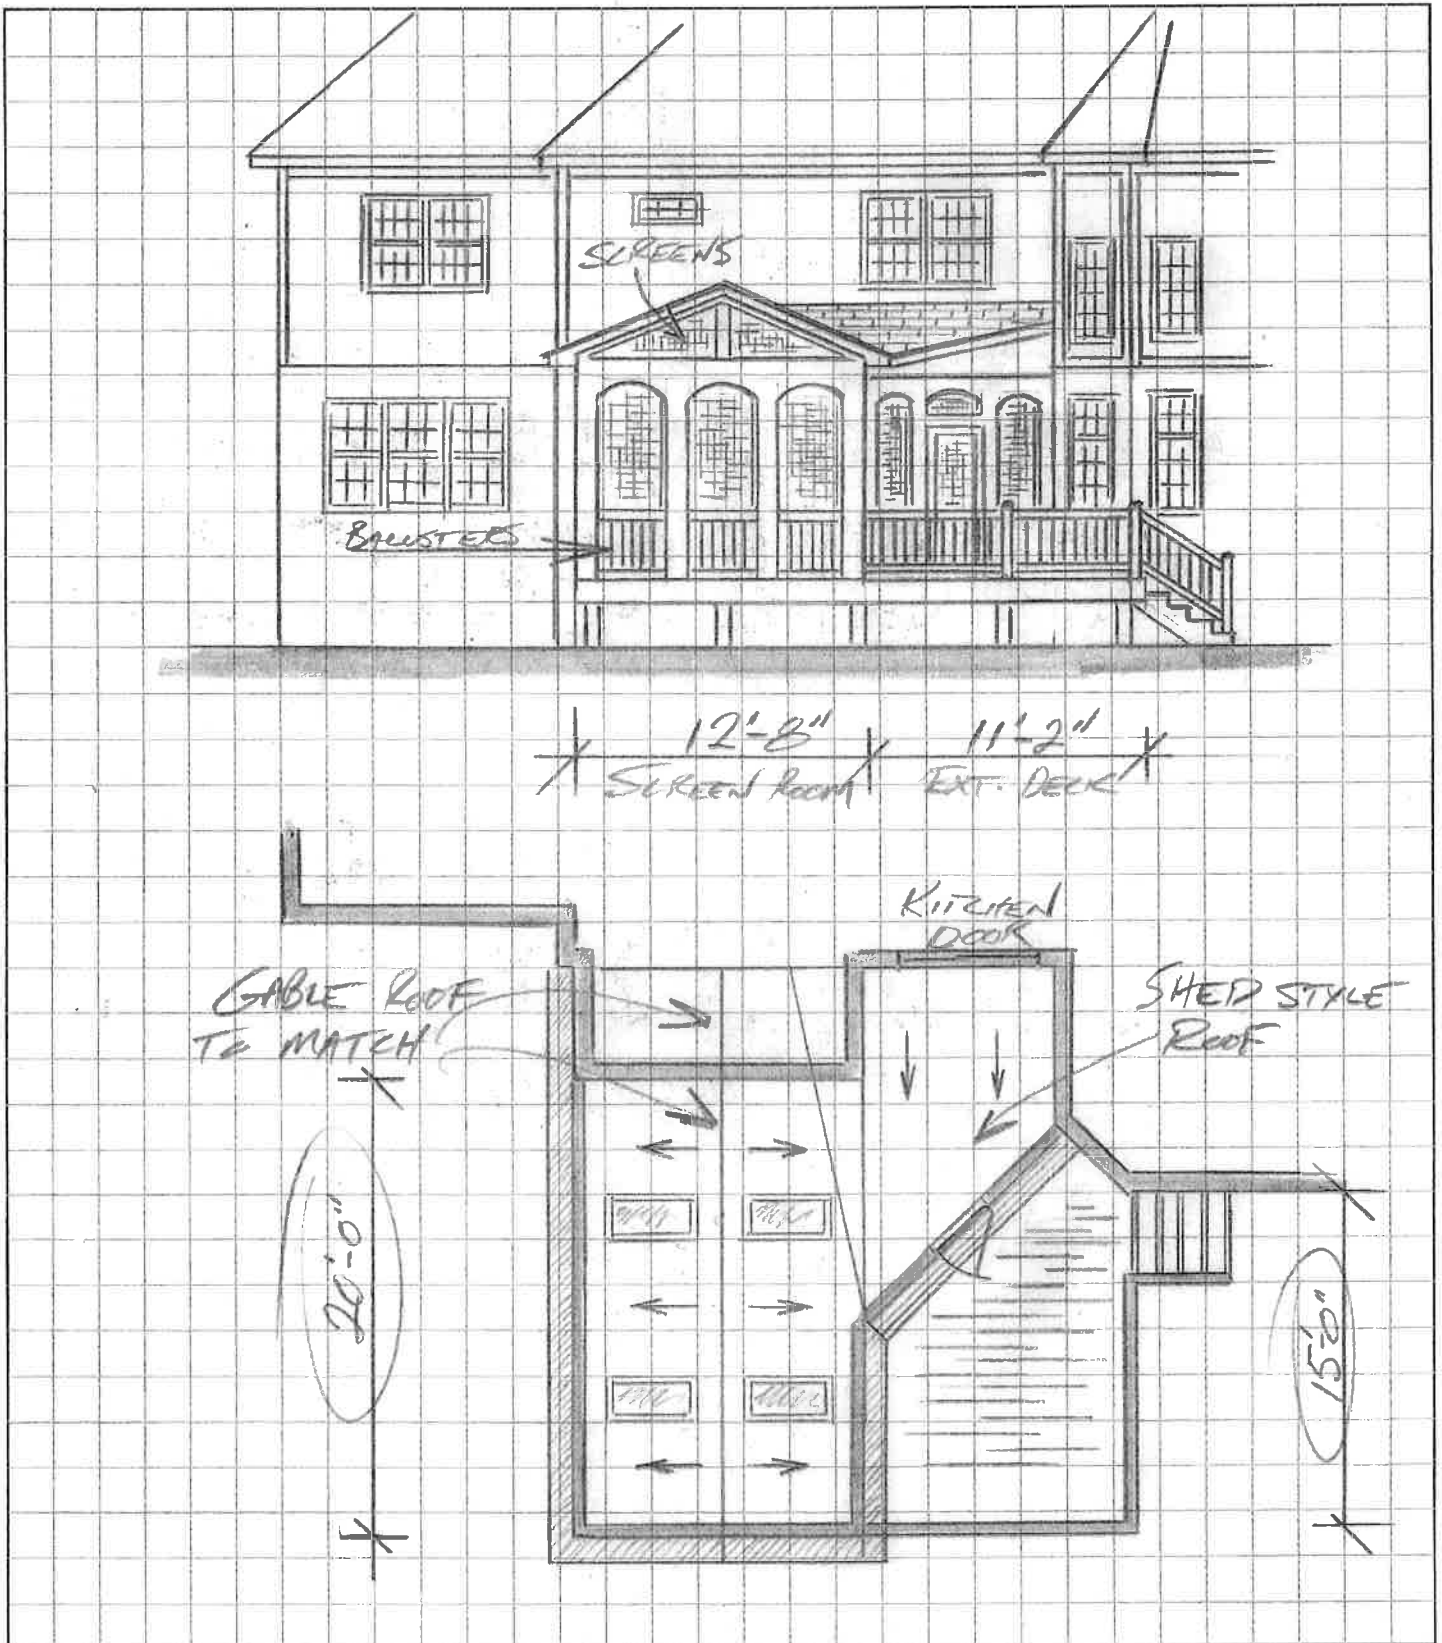 SCREENS
BALUSTERS
12'-8"
SCREEN ROOM
11'-2"
EXT. DECK
KITCHEN
DOOR
GABLE ROOF
TO MATCH
SHED STYLE
ROOF
20'-0"
15'0"